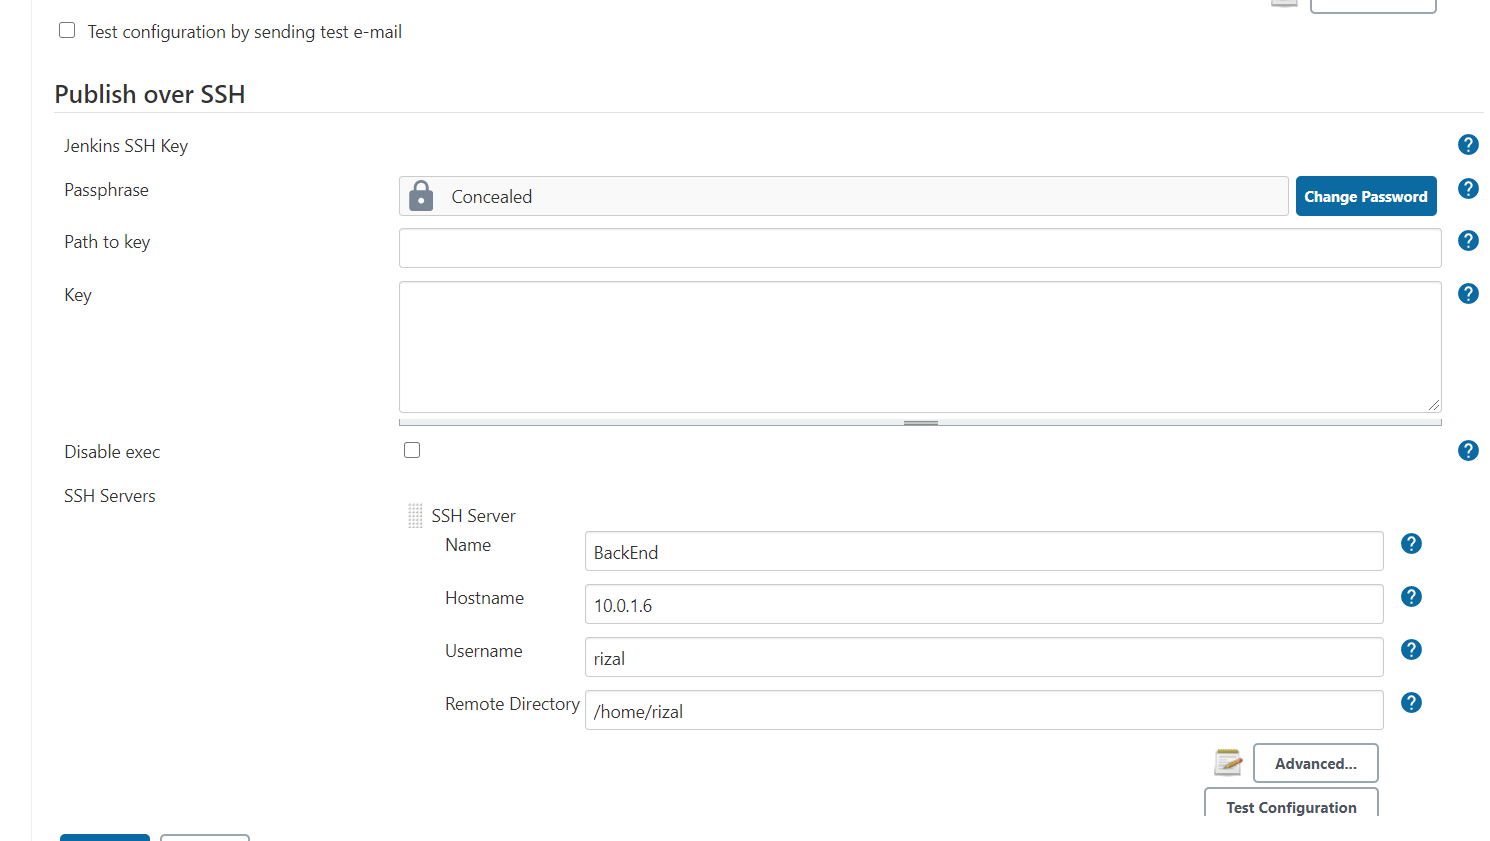 Test configuration by sending test e-mail
Publish over SSH
Jenkins SSH Key
?
Passphrase
Concealed
Change Password
?
Path to key
?
Key
?
Disable exec
?
SSH Servers
SSH Server
Name
BackEnd
?
Hostname
10.0.1.6
?
Username
rizal
?
Remote Directory
/home/rizal
?
Advanced...
Test Configuration